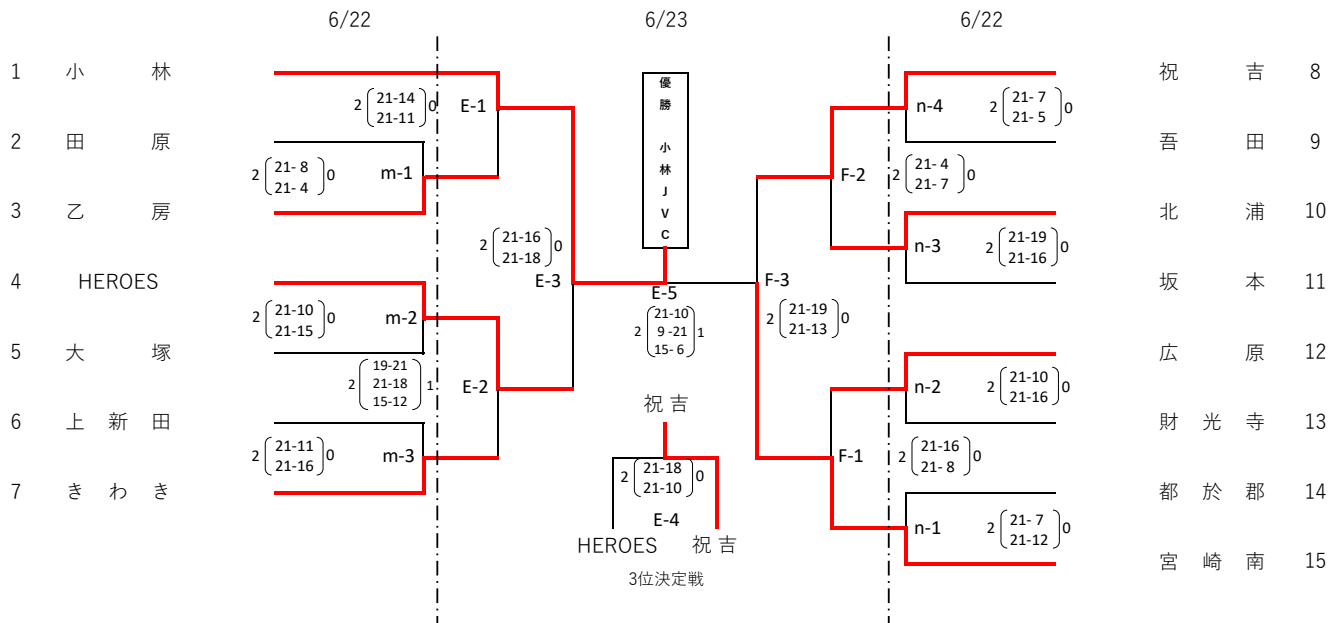 6/22 6/23 6/22
1 小林
2 田原
3 乙房
4 HEROES
5 大塚
6 上新田
7 きわき
2 21-14 0
21-11
E-1
2 21- 8 0
21- 4
m-1
2 21-16 0
21-18
E-3
2 21-10 0
21-15
m-2
19-21
2 21-18 1
15-12
E-2
2 21-11 0
21-16
m-3
優勝 小林JVC
E-5
21-10
2 9 -21 1
15- 6
祝吉
2 21-18 0
21-10
E-4
HEROES 祝吉
3位決定戦
F-3
2 21-19 0
21-13
F-2
2 21- 4 0
21- 7
F-1
2 21-16 0
21- 8
n-4
2 21- 7 0
21- 5
n-3
2 21-19 0
21-16
n-2
2 21-10 0
21-16
n-1
2 21- 7 0
21-12
祝吉 8
吾田 9
北浦 10
坂本 11
広原 12
財光寺 13
都於郡 14
宮崎南 15